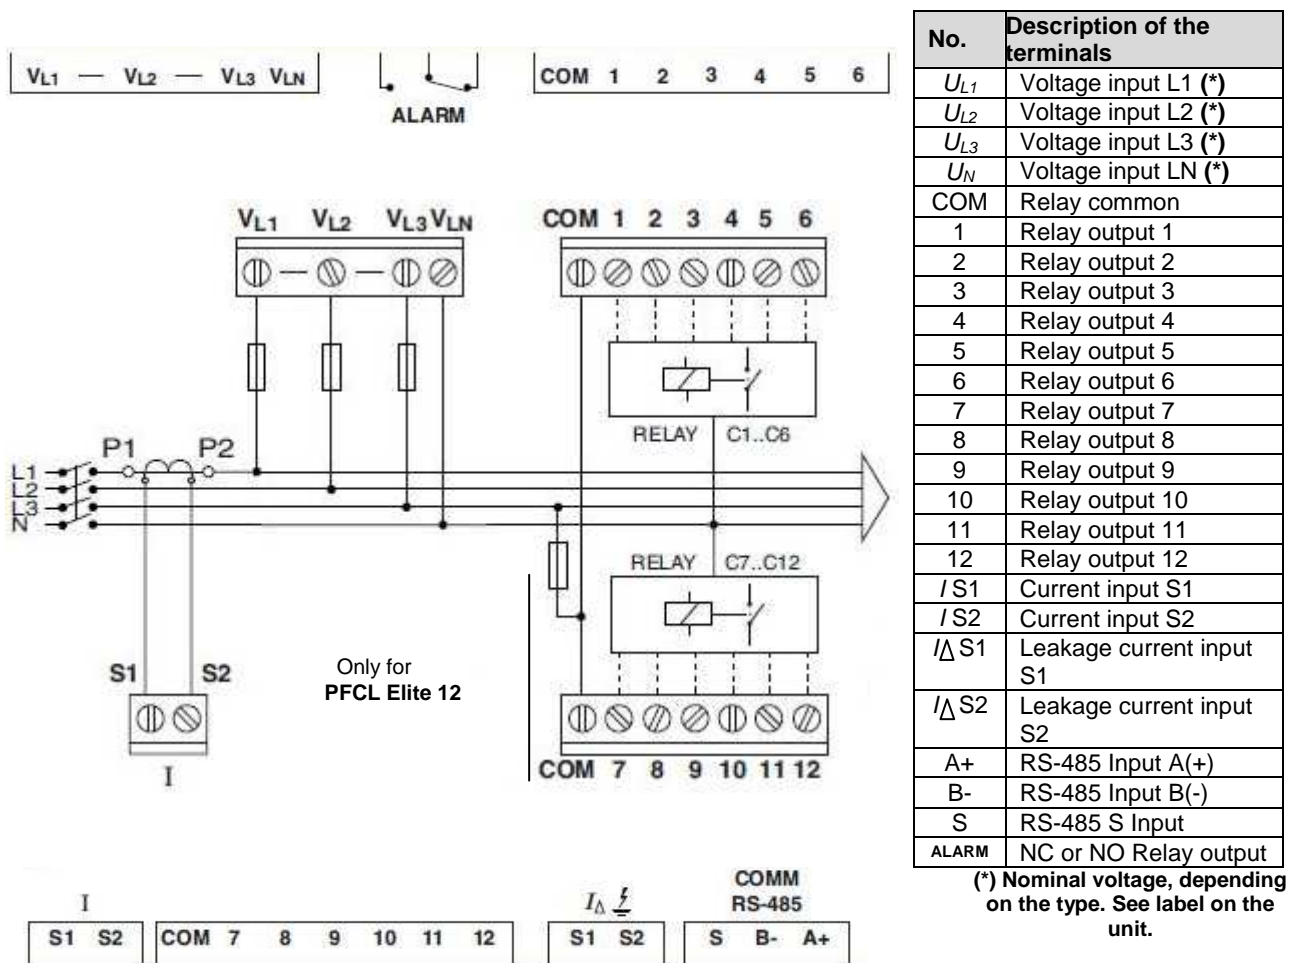 VL1 — VL2 — VL3 VLN
ALARM
COM 1 2 3 4 5 6
VL1 VL2 VL3 VLN
COM 1 2 3 4 5 6
RELAY C1..C6
P1 P2
L1
L2
L3
N
RELAY C7..C12
S1 S2
I
Only for
PFCL Elite 12
COM 7 8 9 10 11 12
I
S1 S2
COM 7 8 9 10 11 12
IΔ
S1 S2
COMM
RS-485
S B- A+
No. Description of the
terminals
UL1 Voltage input L1 (*)
UL2 Voltage input L2 (*)
UL3 Voltage input L3 (*)
UN Voltage input LN (*)
COM Relay common
1 Relay output 1
2 Relay output 2
3 Relay output 3
4 Relay output 4
5 Relay output 5
6 Relay output 6
7 Relay output 7
8 Relay output 8
9 Relay output 9
10 Relay output 10
11 Relay output 11
12 Relay output 12
I S1 Current input S1
I S2 Current input S2
IΔ S1 Leakage current input
S1
IΔ S2 Leakage current input
S2
A+ RS-485 Input A(+)
B- RS-485 Input B(-)
S RS-485 S Input
ALARM NC or NO Relay output
(*) Nominal voltage, depending
on the type. See label on the
unit.